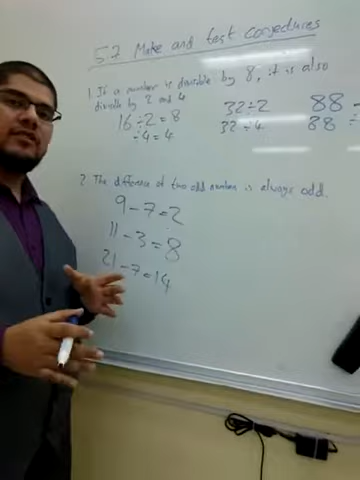 5.2 Make and test conjectures
1. If a number is divisible by 8, it is also
divisible by 2 and 4
16 ÷ 2 = 8
÷ 4 = 4
32 ÷ 2
32 ÷ 4
88
88 ÷
2. The difference of two odd number is always odd.
9 - 7 = 2
11 - 3 = 8
21 - 7 = 14